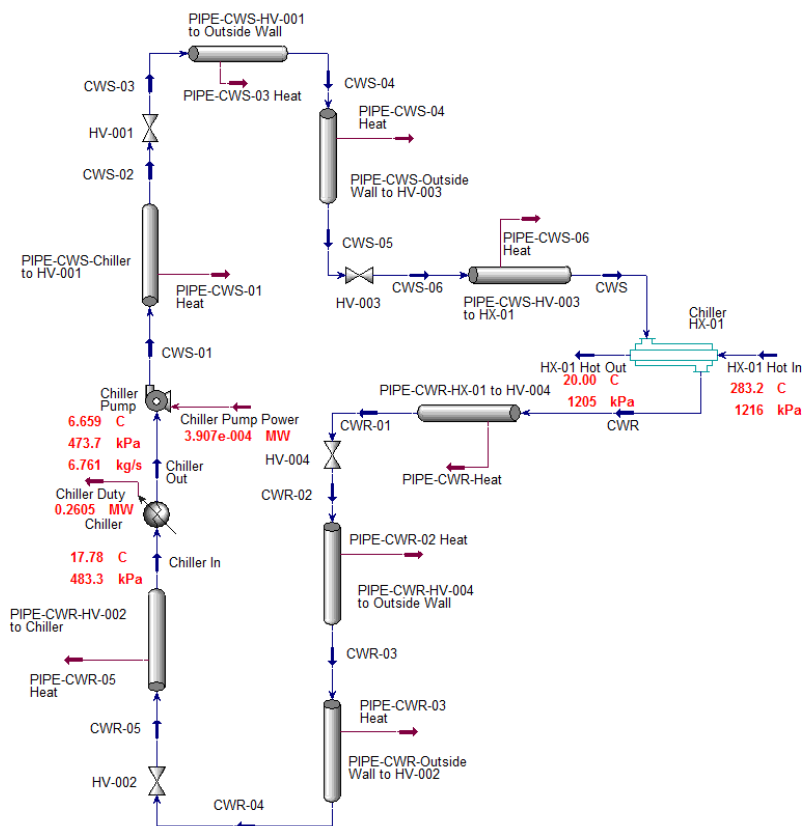 PIPE-CWS-HV-001
to Outside Wall
CWS-03
PIPE-CWS-03 Heat
CWS-04
PIPE-CWS-04
Heat
HV-001
CWS-02
PIPE-CWS-Outside
Wall to HV-003
PIPE-CWS-Chiller
to HV-001
PIPE-CWS-01
Heat
CWS-05
PIPE-CWS-06
Heat
HV-003
CWS-06
PIPE-CWS-HV-003
to HX-01
CWS
Chiller
HX-01
CWS-01
HX-01 Hot Out
20.00 C
1205 kPa
HX-01 Hot In
283.2 C
1216 kPa
Chiller
Pump
Chiller Pump Power
3.907e-004 MW
PIPE-CWR-HX-01 to HV-004
CWR-01
CWR
6.659 C
473.7 kPa
6.761 kg/s
Chiller
Out
HV-004
PIPE-CWR-Heat
Chiller Duty
0.2605 MW
Chiller
CWR-02
17.78 C
483.3 kPa
Chiller In
PIPE-CWR-02 Heat
PIPE-CWR-HV-004
to Outside Wall
PIPE-CWR-HV-002
to Chiller
PIPE-CWR-05
Heat
CWR-03
CWR-05
PIPE-CWR-03
Heat
PIPE-CWR-Outside
Wall to HV-002
HV-002
CWR-04